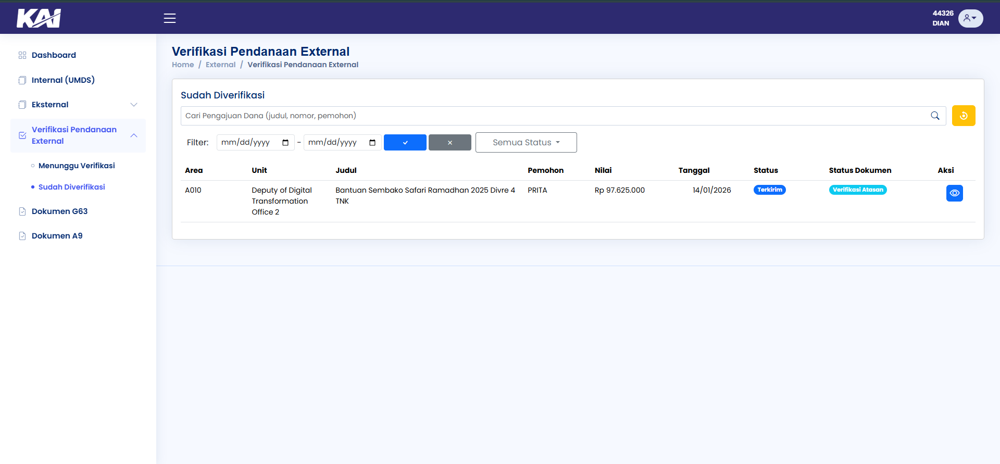 KAI
44326
DIAN
Dashboard
Internal (UMDS)
Eksternal
Verifikasi Pendanaan
External
Menunggu Verifikasi
Sudah Diverifikasi
Dokumen G63
Dokumen A9
Verifikasi Pendanaan External
Home / External / Verifikasi Pendanaan External
Sudah Diverifikasi
Cari Pengajuan Dana (judul, nomor, pemohon)
Filter: mm/dd/yyyy - mm/dd/yyyy Semua Status
Area Unit Judul Pemohon Nilai Tanggal Status Status Dokumen Aksi
A010 Deputy of Digital Bantuan Sembako Safari Ramadhan 2025 Divre 4 PRITA Rp 97.625.000 14/01/2026 Terkirim Verifikasi Atasan
Transformation TNK
Office 2